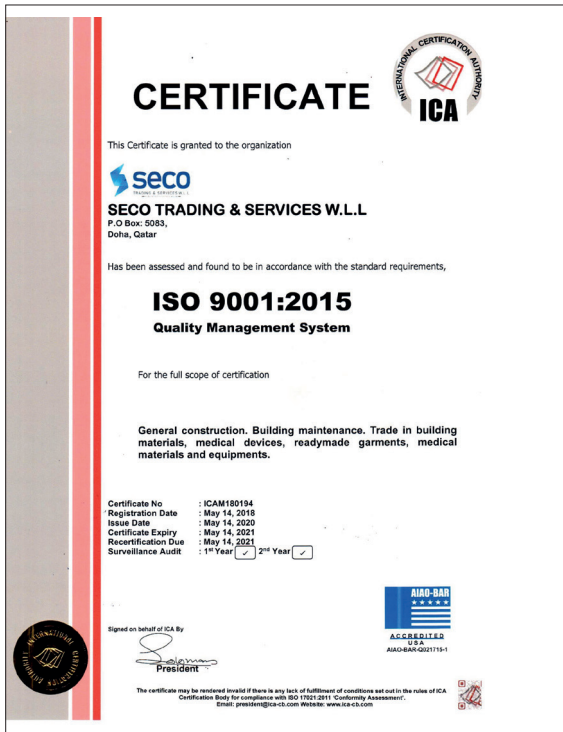 INTERNATIONAL CERTIFICATION AUTHORITY
ICA
CERTIFICATE
This Certificate is granted to the organization
seco
TRADING & SERVICES W.L.L
SECO TRADING & SERVICES W.L.L
P.O Box: 5083,
Doha, Qatar
Has been assessed and found to be in accordance with the standard requirements,
ISO 9001:2015
Quality Management System
For the full scope of certification
General construction. Building maintenance. Trade in building
materials, medical devices, readymade garments, medical
materials and equipments.
Certificate No : ICAM180194
Registration Date : May 14, 2018
Issue Date : May 14, 2020
Certificate Expiry : May 14, 2021
Recertification Due : May 14, 2021
Surveillance Audit : 1st Year ✓ 2nd Year ✓
AIAO-BAR
ACCREDITED
USA
AIAO-BAR-Q021715-1
Signed on behalf of ICA By
Solomon
President
INTERNATIONAL CERTIFICATION AUTHORITY
The certificate may be rendered invalid if there is any lack of fulfillment of conditions set out in the rules of ICA
Certification Body for compliance with ISO 17021:2011 'Conformity Assessment'.
Email: president@ica-cb.com Website: www.ica-cb.com